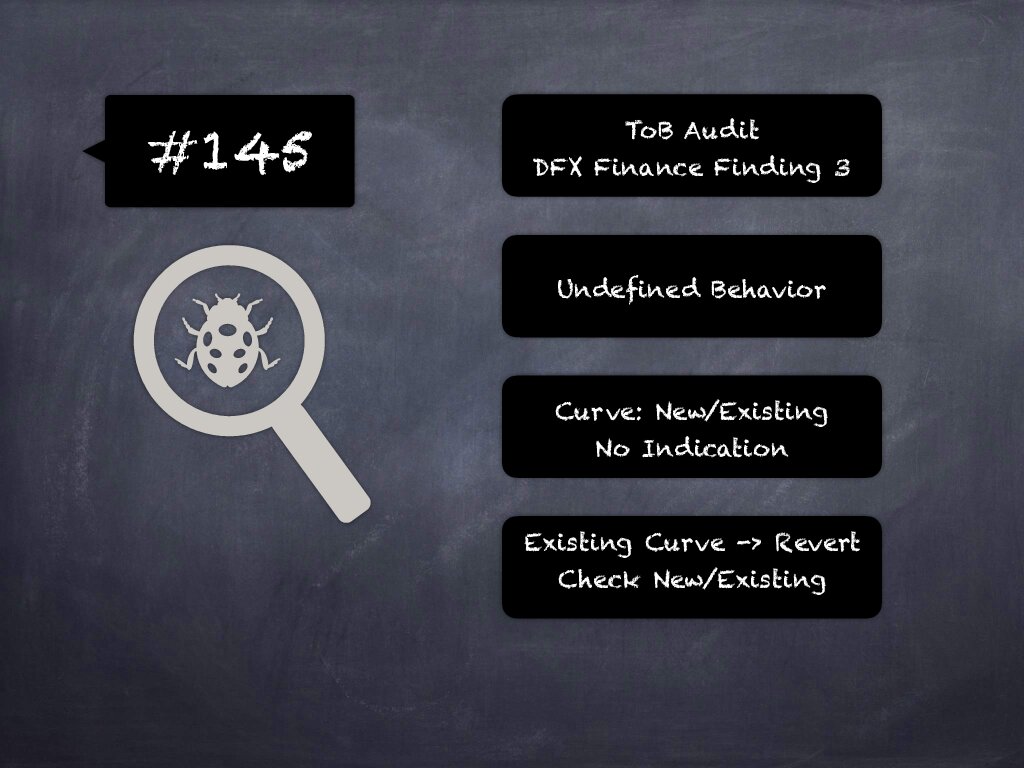 #145
ToB Audit
DFX Finance Finding 3
Undefined Behavior
Curve: New/Existing
No Indication
Existing Curve -> Revert
Check New/Existing